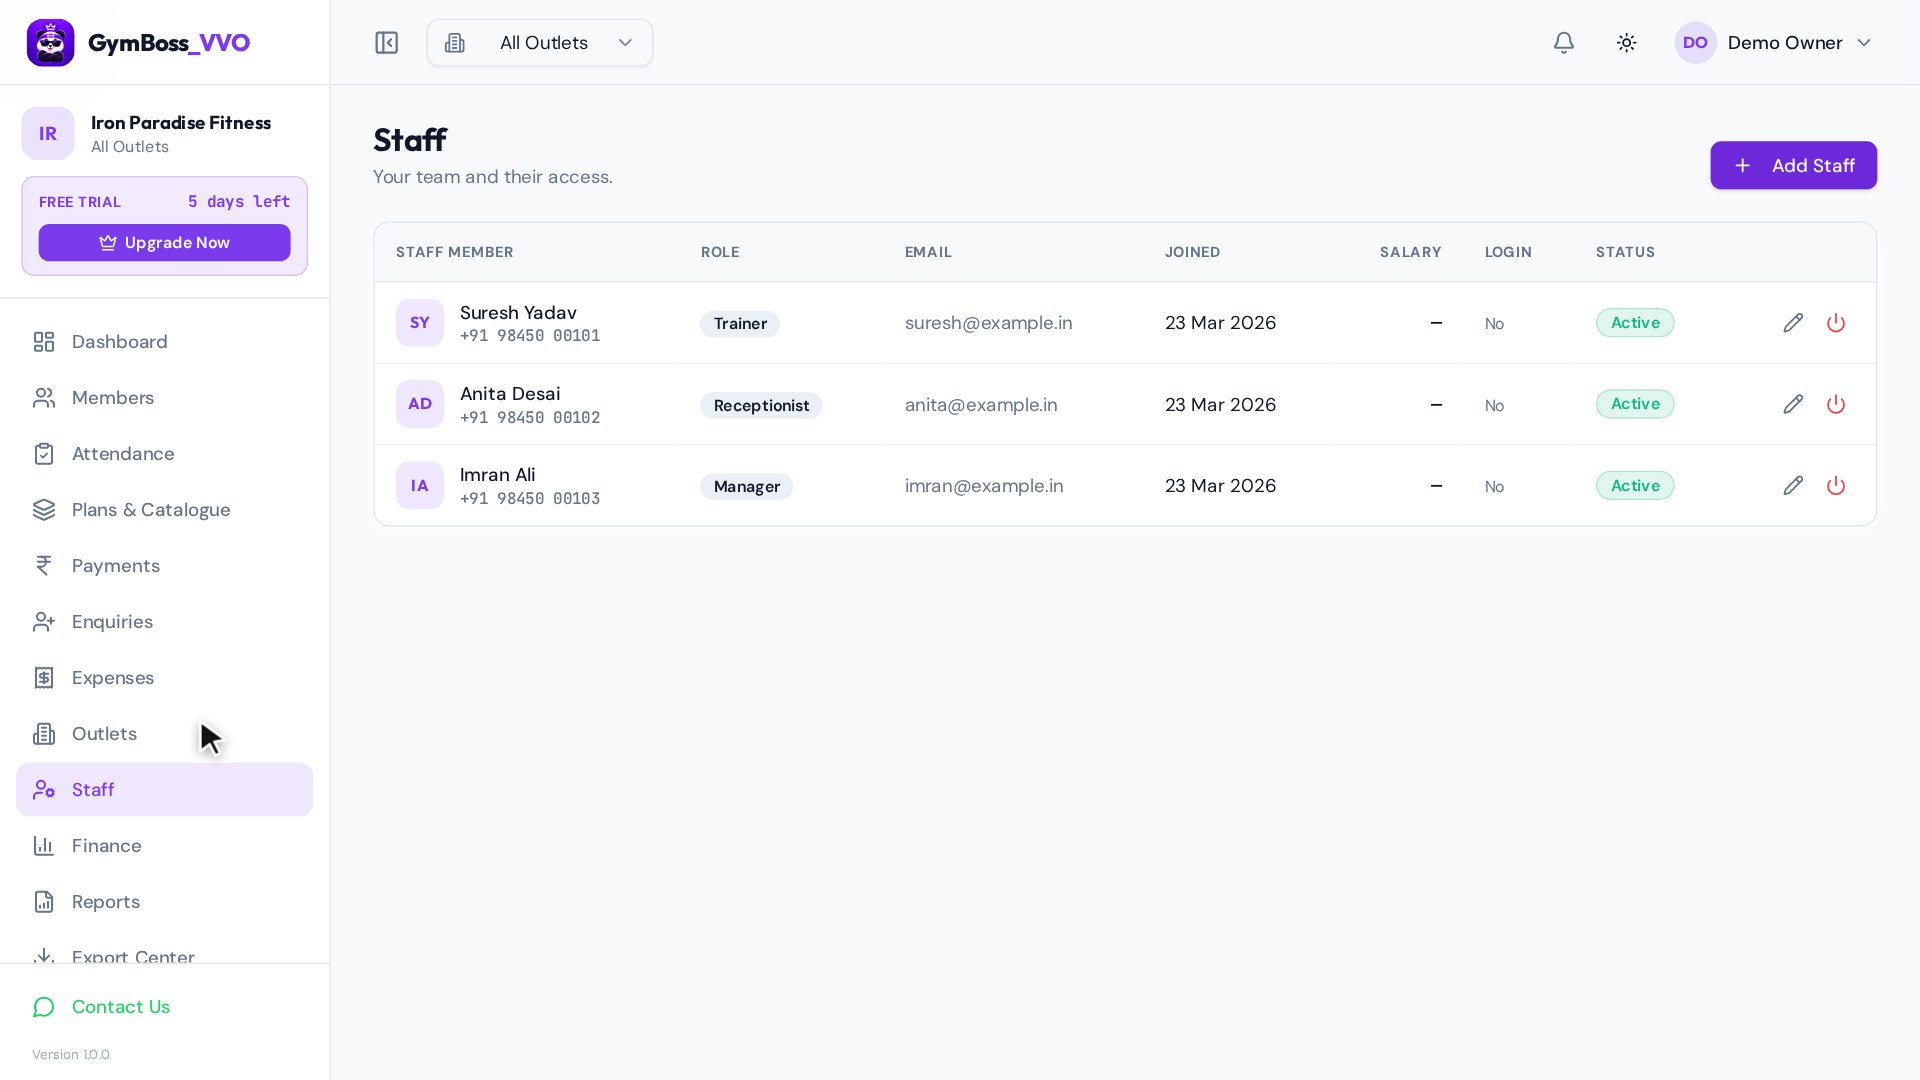 GymBoss_VVO
All Outlets
DO
Demo Owner
IR
Iron Paradise Fitness
All Outlets
FREE TRIAL
5 days left
Upgrade Now
Dashboard
Members
Attendance
Plans & Catalogue
Payments
Enquiries
Expenses
Outlets
Staff
Finance
Reports
Export Center
Contact Us
Version 1.0.0
Staff
Your team and their access.
Add Staff
STAFF MEMBER ROLE EMAIL JOINED SALARY LOGIN STATUS
SY Suresh Yadav
+91 98450 00101
Trainer suresh@example.in 23 Mar 2026 – No Active
AD Anita Desai
+91 98450 00102
Receptionist anita@example.in 23 Mar 2026 – No Active
IA Imran Ali
+91 98450 00103
Manager imran@example.in 23 Mar 2026 – No Active